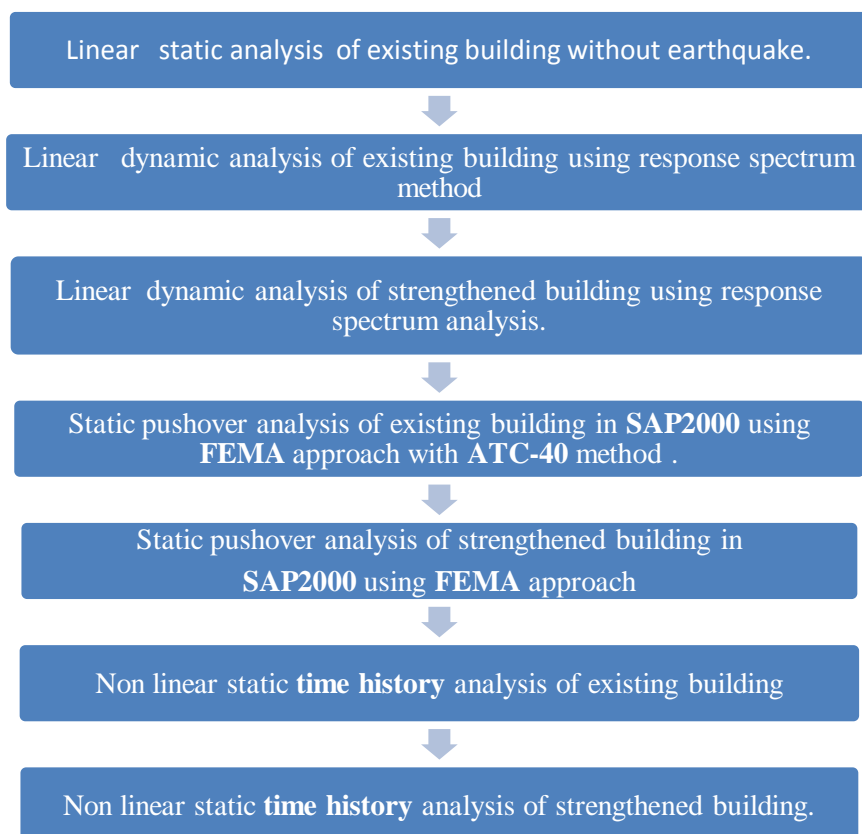 Linear static analysis of existing building without earthquake.
Linear dynamic analysis of existing building using response spectrum
method
Linear dynamic analysis of strengthened building using response
spectrum analysis.
Static pushover analysis of existing building in SAP2000 using
FEMA approach with ATC-40 method .
Static pushover analysis of strengthened building in
SAP2000 using FEMA approach
Non linear static time history analysis of existing building
Non linear static time history analysis of strengthened building.